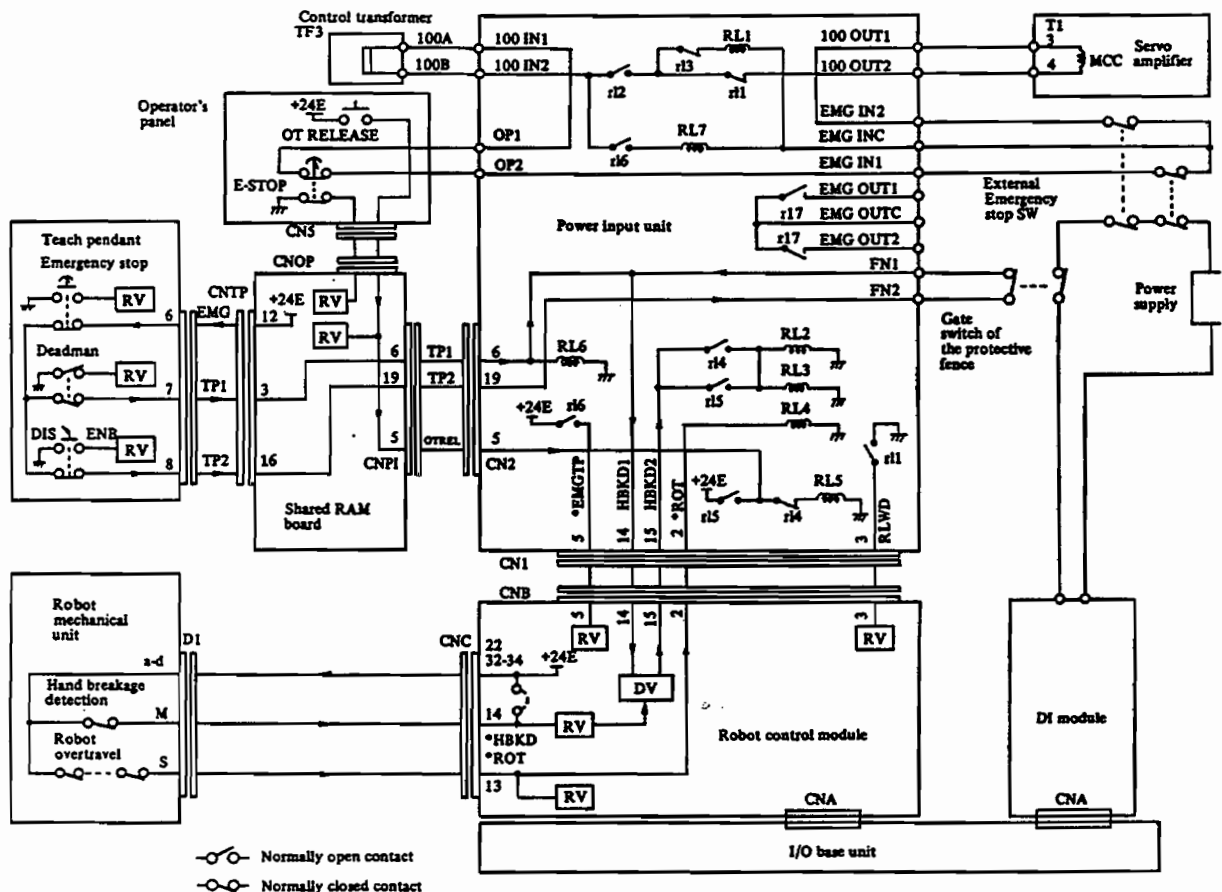 Control transformer
TF3
100A
100B
100 IN1
100 IN2
RL1
rl3
rl2
rl1
100 OUT1
100 OUT2
T1
3
4
MCC
Servo
amplifier
Operator's
panel
+24E
OT RELEASE
E-STOP
OP1
OP2
rl6
RL7
EMG IN2
EMG INC
EMG IN1
External
Emergency
stop SW
EMG OUT1
rl7
EMG OUTC
rl7
EMG OUT2
Power input unit
CN5
CNOP
Teach pendant
Emergency stop
RV
6
EMG
CNTP
12
+24E
RV
RV
FN1
FN2
Gate
switch of
the protective
fence
Power
supply
Deadman
RV
7
TP1
3
6
19
TP1
TP2
6
19
RL6
RL2
rl4
RL3
rl5
RL4
+24E
rl6
DIS
ENB
RV
8
TP2
16
5
CNPI
OTREL
5
CN2
rl1
+24E
rl5
rl4
RL5
Shared RAM
board
*EMGTP
HBKD1
HBKD2
*ROT
RLWD
5
14
15
2
3
CN1
CNB
5
14
15
2
3
RV
RV
Robot
mechanical
unit
D1
a-d
CNC
22
32-34
+24E
DV
Hand breakage
detection
M
14
RV
*HBKD
Robot
overtravel
S
*ROT
13
RV
Robot control module
DI module
CNA
CNA
I/O base unit
Normally open contact
Normally closed contact